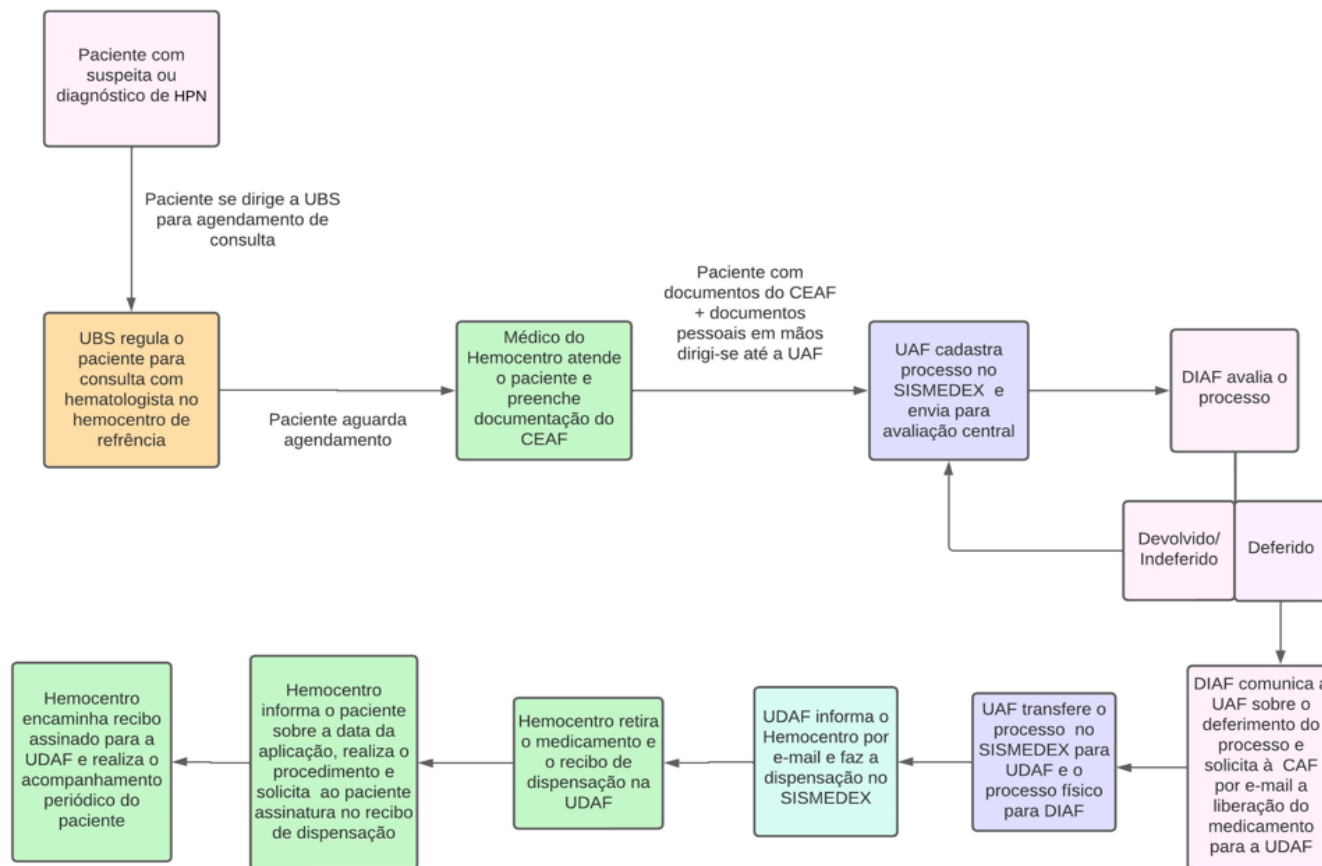 Paciente com
suspeita ou
diagnóstico de HPN
Paciente se dirige a UBS
para agendamento de
consulta
UBS regula o
paciente para
consulta com
hematologista no
hemocentro de
refrência
Paciente aguarda
agendamento
Médico do
Hemocentro atende
o paciente e
preenche
documentação do
CEAF
Paciente com
documentos do CEAF
+ documentos
pessoais em mãos
dirigi-se até a UAF
UAF cadastra
processo no
SISMEDEX e
envia para
avaliação central
DIAF avalia o
processo
Devolvido/
Indeferido
Deferido
DIAF comunica a
UAF sobre o
deferimento do
processo e
solicita à CAF
por e-mail a
liberação do
medicamento
para a UDAF
UAF transfere o
processo no
SISMEDEX para
UDAF e o
processo físico
para DIAF
UDAF informa o
Hemocentro por
e-mail e faz a
dispensação no
SISMEDEX
Hemocentro retira
o medicamento e
o recibo de
dispensação na
UDAF
Hemocentro
informa o paciente
sobre a data da
aplicação, realiza o
procedimento e
solicita ao paciente
assinatura no recibo
de dispensação
Hemocentro
encaminha recibo
assinado para a
UDAF e realiza o
acompanhamento
periódico do
paciente